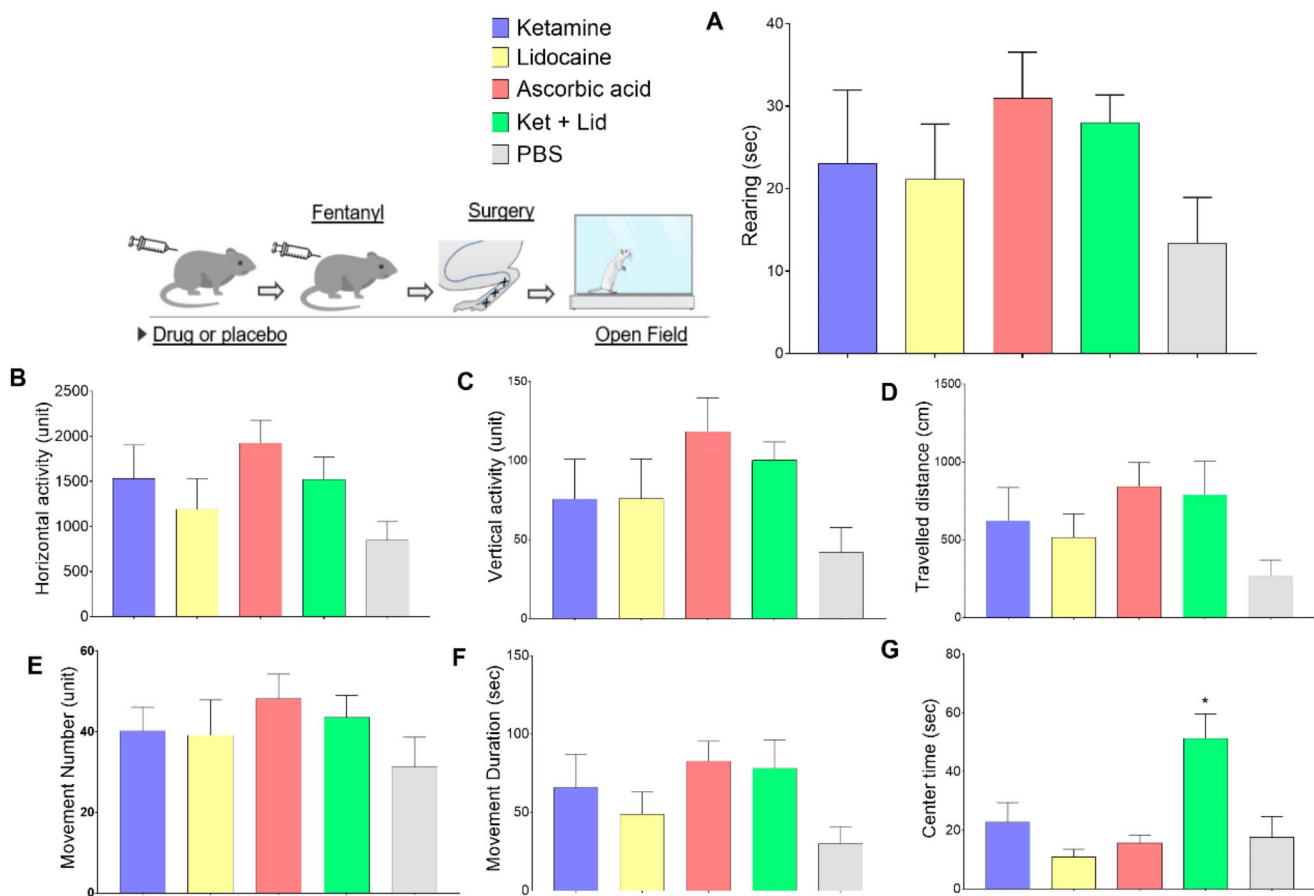 Ketamine
Lidocaine
Ascorbic acid
Ket + Lid
PBS
Fentanyl
Surgery
Drug or placebo
Open Field
A
Rearing (sec)
40
30
20
10
0
B
Horizontal activity (unit)
2500
2000
1500
1000
500
0
C
Vertical activity (unit)
150
100
50
0
D
Travelled distance (cm)
1500
1000
500
0
E
Movement Number (unit)
60
40
20
0
F
Movement Duration (sec)
150
100
50
0
G
Center time (sec)
80
60
40
20
0
*